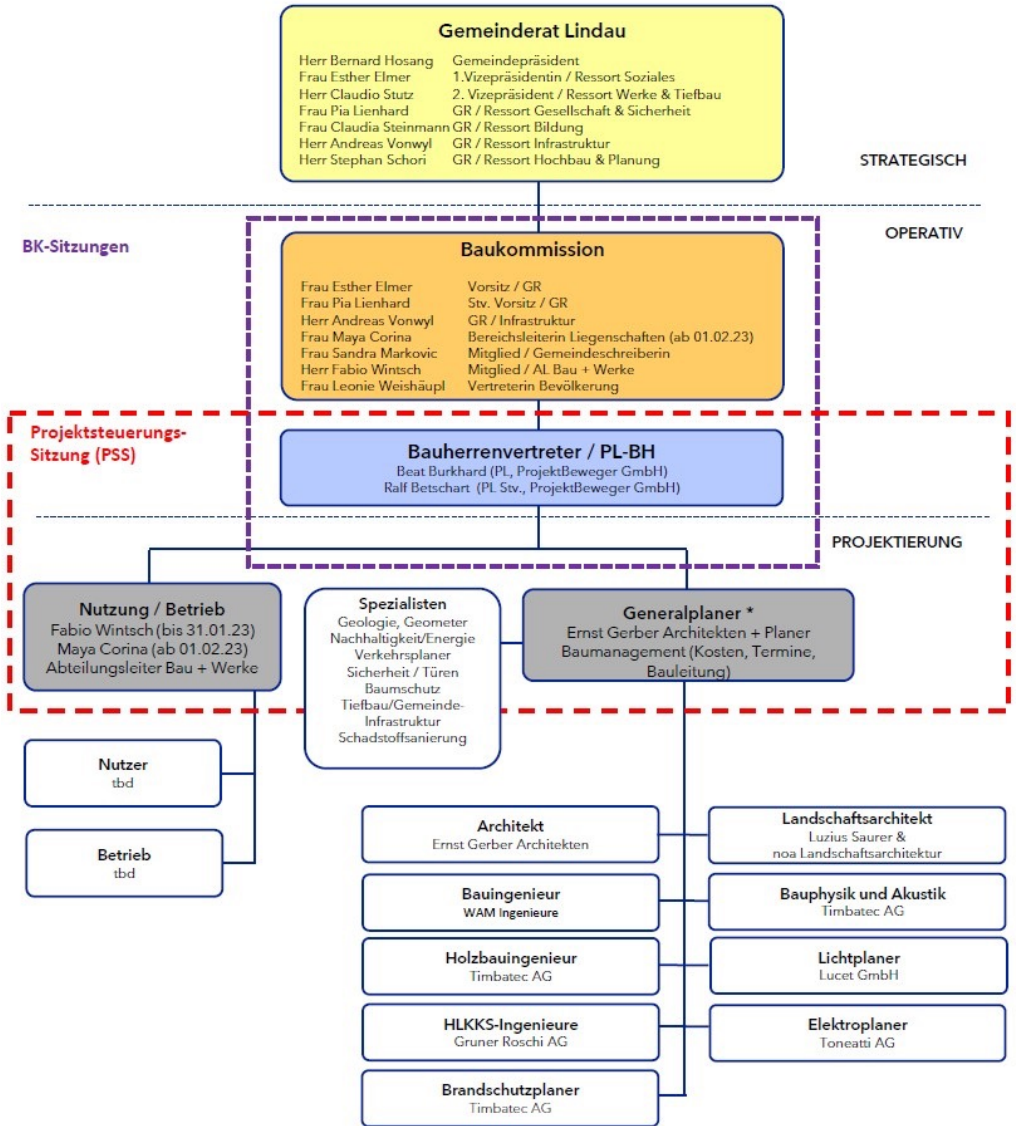 Gemeinderat Lindau
Herr Bernard Hosang Gemeindepräsident
Frau Esther Elmer 1.Vizepräsidentin / Ressort Soziales
Herr Claudio Stutz 2. Vizepräsident / Ressort Werke & Tiefbau
Frau Pia Lienhard GR / Ressort Gesellschaft & Sicherheit
Frau Claudia Steinmann GR / Ressort Bildung
Herr Andreas Vonwyl GR / Ressort Infrastruktur
Herr Stephan Schori GR / Ressort Hochbau & Planung
STRATEGISCH
OPERATIV
BK-Sitzungen
Baukommission
Frau Esther Elmer Vorsitz / GR
Frau Pia Lienhard Stv. Vorsitz / GR
Herr Andreas Vonwyl GR / Infrastruktur
Frau Maya Corina Bereichsleiterin Liegenschaften (ab 01.02.23)
Frau Sandra Markovic Mitglied / Gemeindeschreiberin
Herr Fabio Wintsch Mitglied / AL Bau + Werke
Frau Leonie Weishäupl Vertreterin Bevölkerung
Projektsteuerungs-
Sitzung (PSS)
Bauherrenvertreter / PL-BH
Beat Burkhard (PL, ProjektBeweger GmbH)
Ralf Betschart (PL Stv., ProjektBeweger GmbH)
PROJEKTIERUNG
Nutzung / Betrieb
Fabio Wintsch (bis 31.01.23)
Maya Corina (ab 01.02.23)
Abteilungsleiter Bau + Werke
Spezialisten
Geologie, Geometer
Nachhaltigkeit/Energie
Verkehrsplaner
Sicherheit / Türen
Baumschutz
Tiefbau/Gemeinde-
Infrastruktur
Schadstoffsanierung
Generalplaner *
Ernst Gerber Architekten + Planer
Baumanagement (Kosten, Termine,
Bauleitung)
Nutzer
tbd
Betrieb
tbd
Architekt
Ernst Gerber Architekten
Landschaftsarchitekt
Luzius Saurer &
noa Landschaftsarchitektur
Bauingenieur
WAM Ingenieure
Bauphysik und Akustik
Timbatec AG
Holzbauingenieur
Timbatec AG
Lichtplaner
Lucet GmbH
HLKKS-Ingenieure
Gruner Roschi AG
Elektroplaner
Toneatti AG
Brandschutzplaner
Timbatec AG